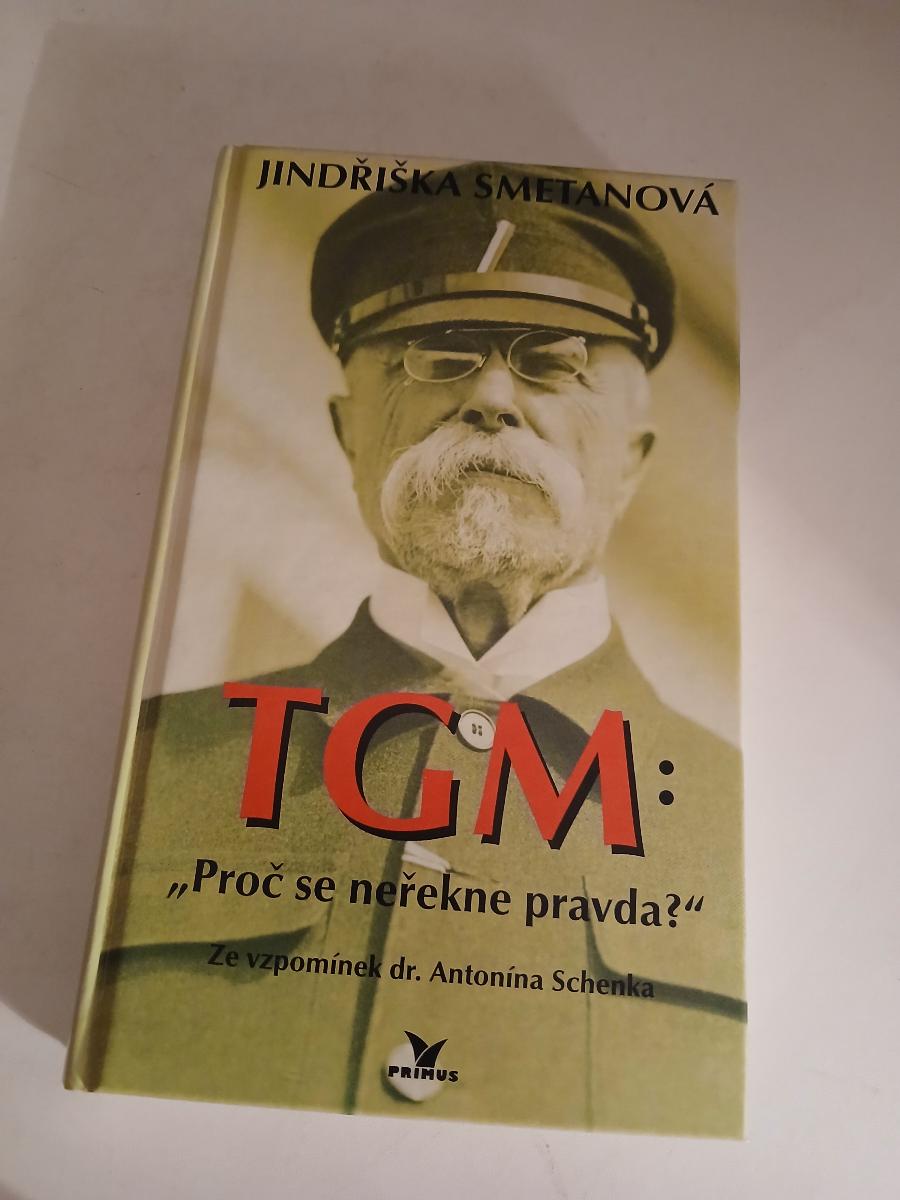 JINDŘIŠKA SMETANOVÁ
TGM:
„Proč se neřekne pravda?“
Ze vzpomínek dr. Antonína Schenka
PRIMUS